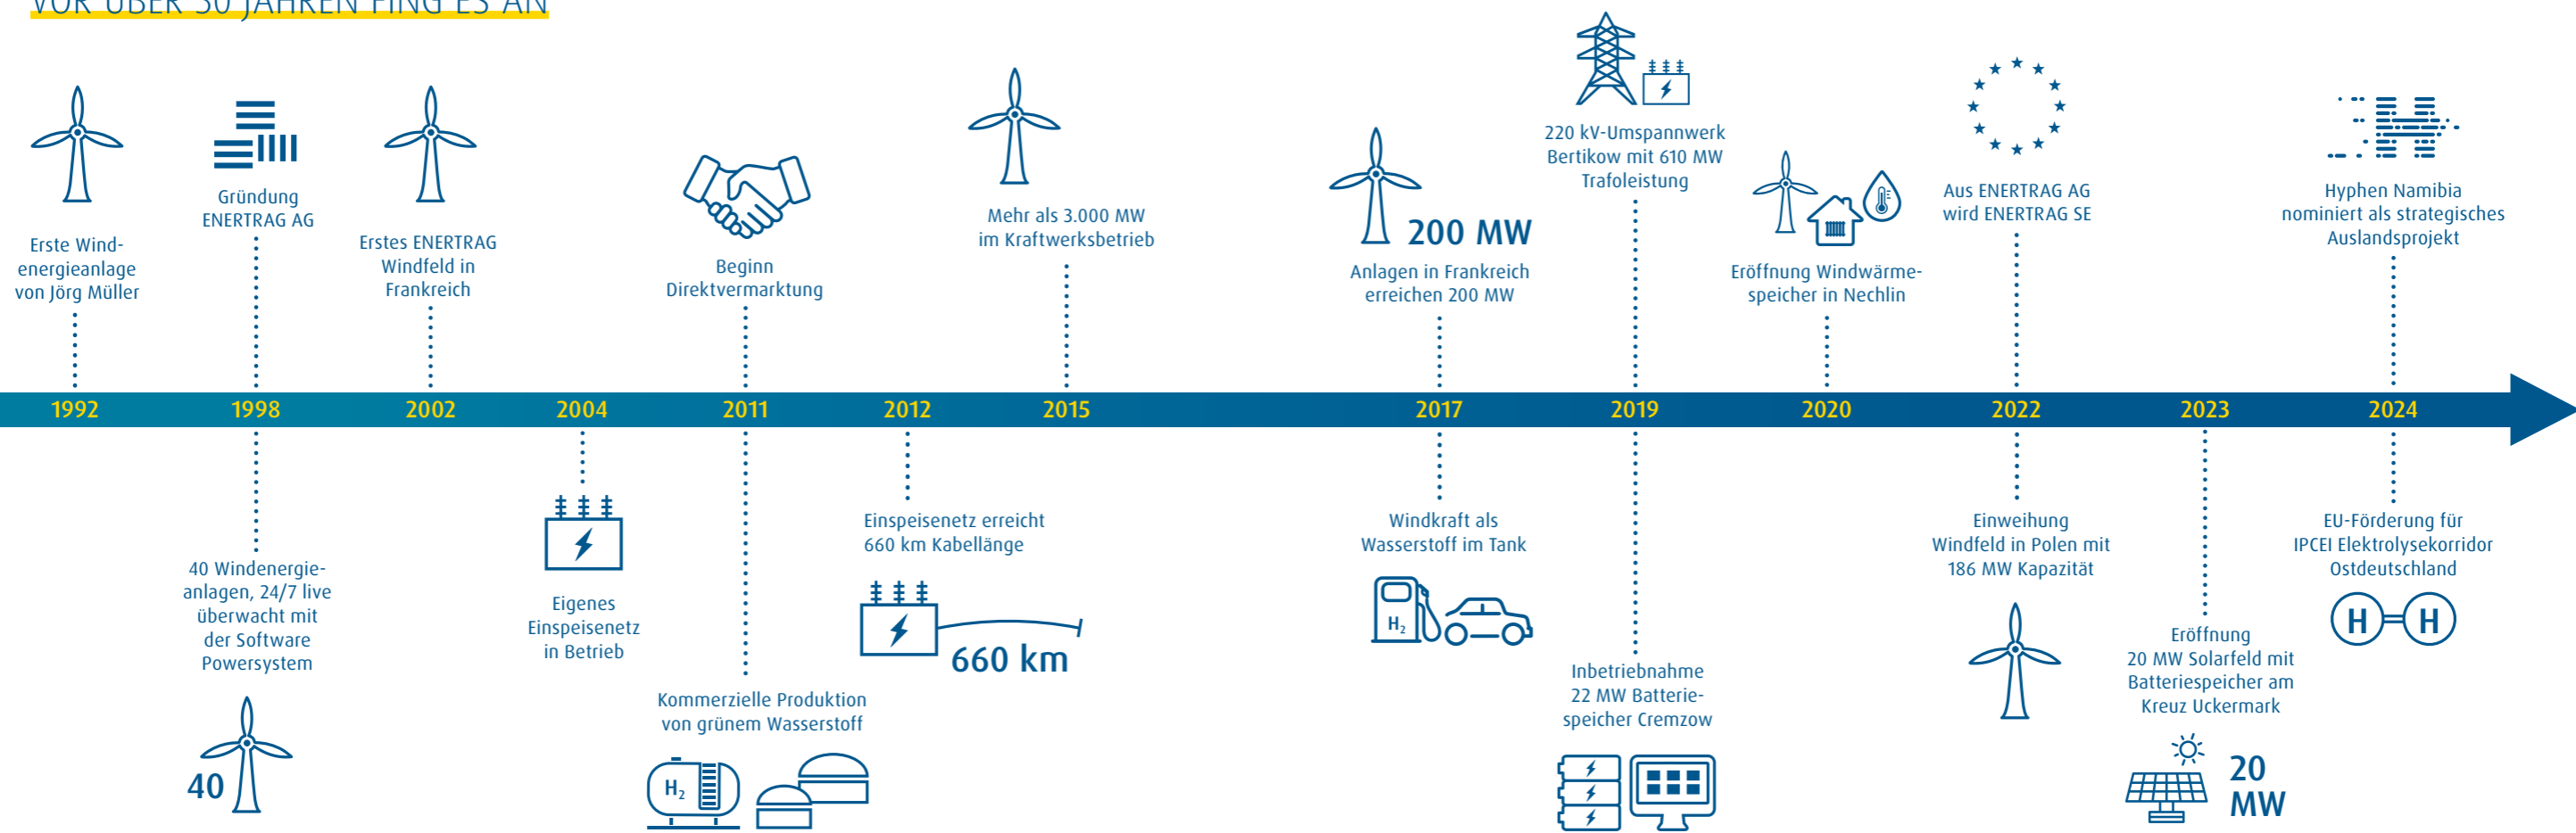 VOR ÜBER 30 JAHREN FING ES AN
Erste Wind-
energieanlage
von Jörg Müller
Gründung
ENERTRAG AG
Erstes ENERTRAG
Windfeld in
Frankreich
Beginn
Direktvermarktung
Mehr als 3.000 MW
im Kraftwerksbetrieb
200 MW
Anlagen in Frankreich
erreichen 200 MW
220 kV-Umspannwerk
Bertikow mit 610 MW
Trafoleistung
Eröffnung Windwärme-
speicher in Nechlin
Aus ENERTRAG AG
wird ENERTRAG SE
H
Hyphen Namibia
nominiert als strategisches
Auslandsprojekt
1992 1998 2002 2004 2011 2012 2015 2017 2019 2020 2022 2023 2024
40 Windenergie-
anlagen, 24/7 live
überwacht mit
der Software
Powersystem
40
Eigenes
Einspeisenetz
in Betrieb
Kommerzielle Produktion
von grünem Wasserstoff
H2
Einspeisenetz erreicht
660 km Kabellänge
660 km
Windkraft als
Wasserstoff im Tank
H2
Inbetriebnahme
22 MW Batterie-
speicher Cremzow
Einweihung
Windfeld in Polen mit
186 MW Kapazität
Eröffnung
20 MW Solarfeld mit
Batteriespeicher am
Kreuz Uckermark
20
MW
EU-Förderung für
IPCEI Elektrolysekorridor
Ostdeutschland
H H